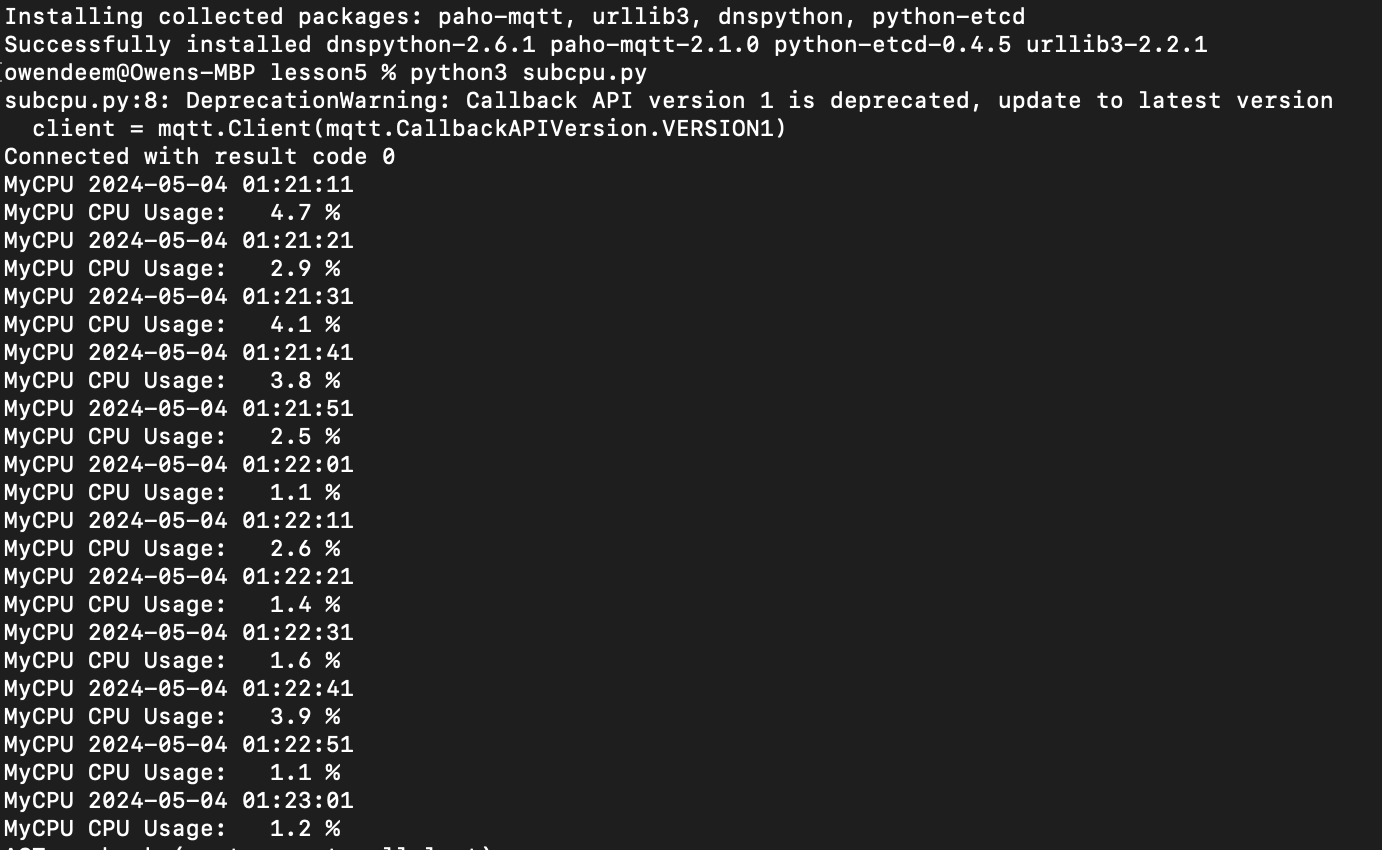 Installing collected packages: paho-mqtt, urllib3, dnspython, python-etcd
Successfully installed dnspython-2.6.1 paho-mqtt-2.1.0 python-etcd-0.4.5 urllib3-2.2.1
owendeem@Owens-MBP lesson5 % python3 subcpu.py
subcpu.py:8: DeprecationWarning: Callback API version 1 is deprecated, update to latest version
  client = mqtt.Client(mqtt.CallbackAPIVersion.VERSION1)
Connected with result code 0
MyCPU 2024-05-04 01:21:11
MyCPU CPU Usage:   4.7 %
MyCPU 2024-05-04 01:21:21
MyCPU CPU Usage:   2.9 %
MyCPU 2024-05-04 01:21:31
MyCPU CPU Usage:   4.1 %
MyCPU 2024-05-04 01:21:41
MyCPU CPU Usage:   3.8 %
MyCPU 2024-05-04 01:21:51
MyCPU CPU Usage:   2.5 %
MyCPU 2024-05-04 01:22:01
MyCPU CPU Usage:   1.1 %
MyCPU 2024-05-04 01:22:11
MyCPU CPU Usage:   2.6 %
MyCPU 2024-05-04 01:22:21
MyCPU CPU Usage:   1.4 %
MyCPU 2024-05-04 01:22:31
MyCPU CPU Usage:   1.6 %
MyCPU 2024-05-04 01:22:41
MyCPU CPU Usage:   3.9 %
MyCPU 2024-05-04 01:22:51
MyCPU CPU Usage:   1.1 %
MyCPU 2024-05-04 01:23:01
MyCPU CPU Usage:   1.2 %